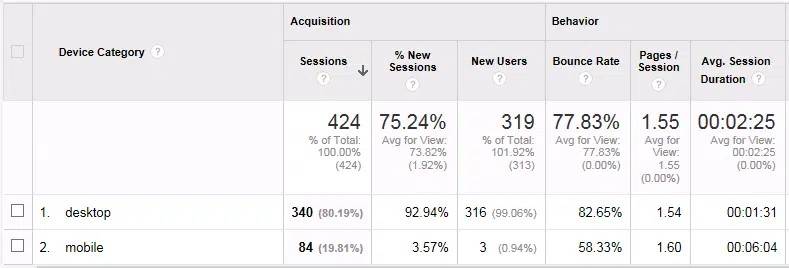 Acquisition
Behavior
Device Category ?
Sessions
?
% New
Sessions
?
New Users
?
Bounce Rate
?
Pages /
Session
?
Avg. Session
Duration ?
424
% of Total:
100.00%
(424)
75.24%
Avg for View:
73.82%
(1.92%)
319
% of Total:
101.92%
(313)
77.83%
Avg for View:
77.83%
(0.00%)
1.55
Avg for
View:
1.55
(0.00%)
00:02:25
Avg for View:
00:02:25
(0.00%)
1. desktop 340 (80.19%) 92.94% 316 (99.06%) 82.65% 1.54 00:01:31
2. mobile 84 (19.81%) 3.57% 3 (0.94%) 58.33% 1.60 00:06:04